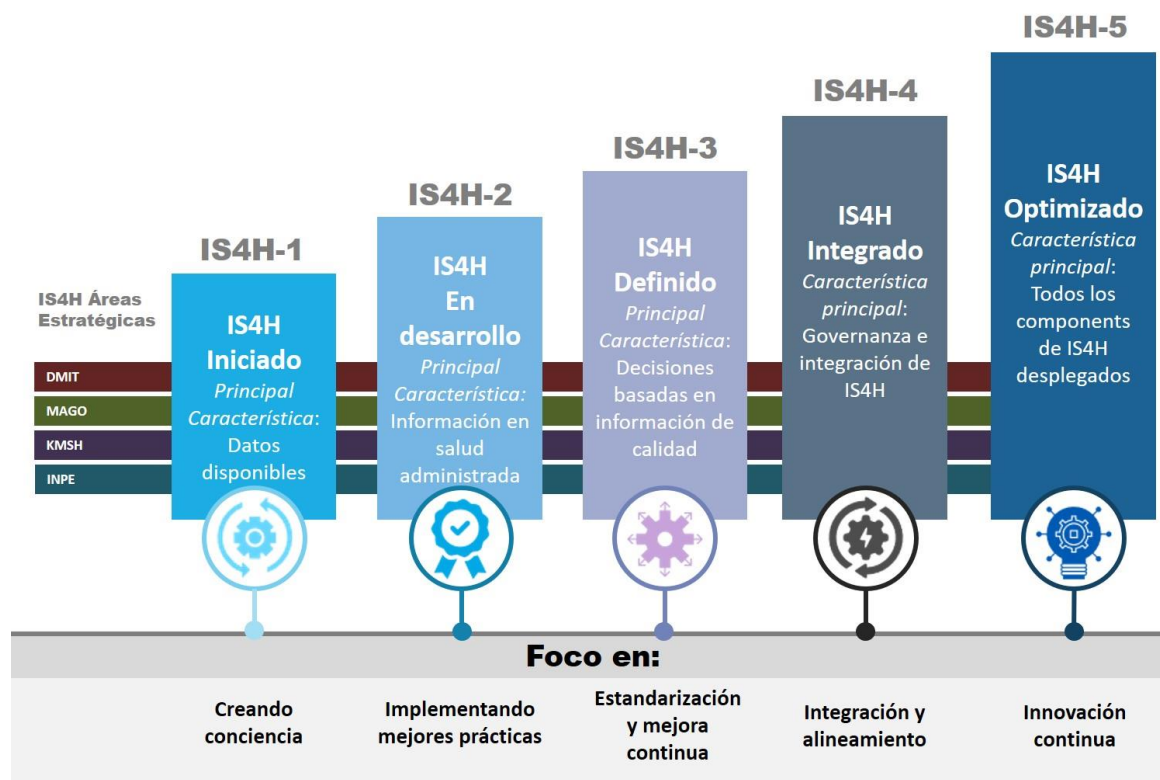 IS4H-1
IS4H-2
IS4H-3
IS4H-4
IS4H-5
IS4H Áreas
Estratégicas
DMIT
MAGO
KMSH
INPE
IS4H
Iniciado
Principal
Característica:
Datos
disponibles
IS4H
En
desarrollo
Principal
Característica:
Información en
salud
administrada
IS4H
Definido
Principal
Característica:
Decisiones
basadas en
información de
calidad
IS4H
Integrado
Característica
principal:
Governanza e
integración de
IS4H
IS4H
Optimizado
Característica
principal:
Todos los
components
de IS4H
desplegados
Foco en:
Creando
conciencia
Implementando
mejores prácticas
Estandarización
y mejora
continua
Integración y
alineamiento
Innovación
continua